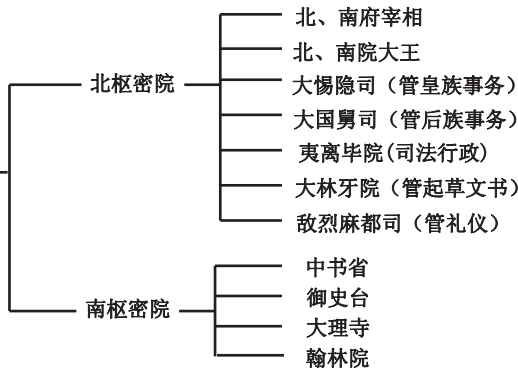 北、南府宰相
北、南院大王
北枢密院
大惕隐司（管皇族事务）
大国舅司（管后族事务）
夷离毕院(司法行政)
大林牙院（管起草文书）
敌烈麻都司（管礼仪）
中书省
御史台
南枢密院
大理寺
翰林院